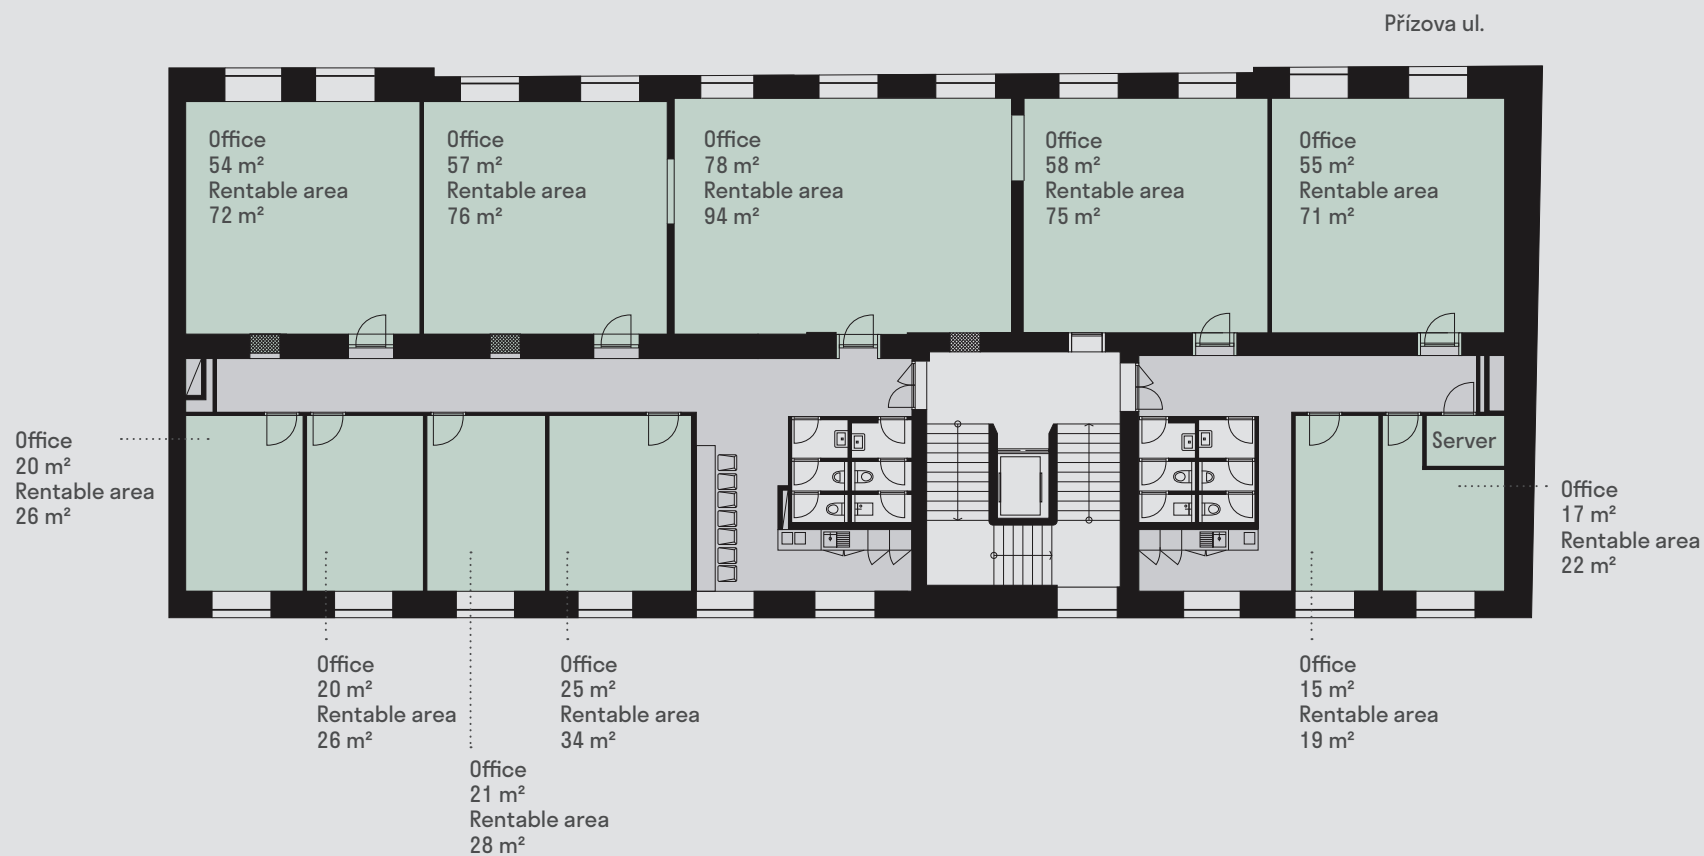 Přízova ul.
Office
54 m²
Rentable area
72 m²
Office
57 m²
Rentable area
76 m²
Office
78 m²
Rentable area
94 m²
Office
58 m²
Rentable area
75 m²
Office
55 m²
Rentable area
71 m²
Office
20 m²
Rentable area
26 m²
Server
Office
17 m²
Rentable area
22 m²
Office
20 m²
Rentable area
26 m²
Office
21 m²
Rentable area
28 m²
Office
25 m²
Rentable area
34 m²
Office
15 m²
Rentable area
19 m²